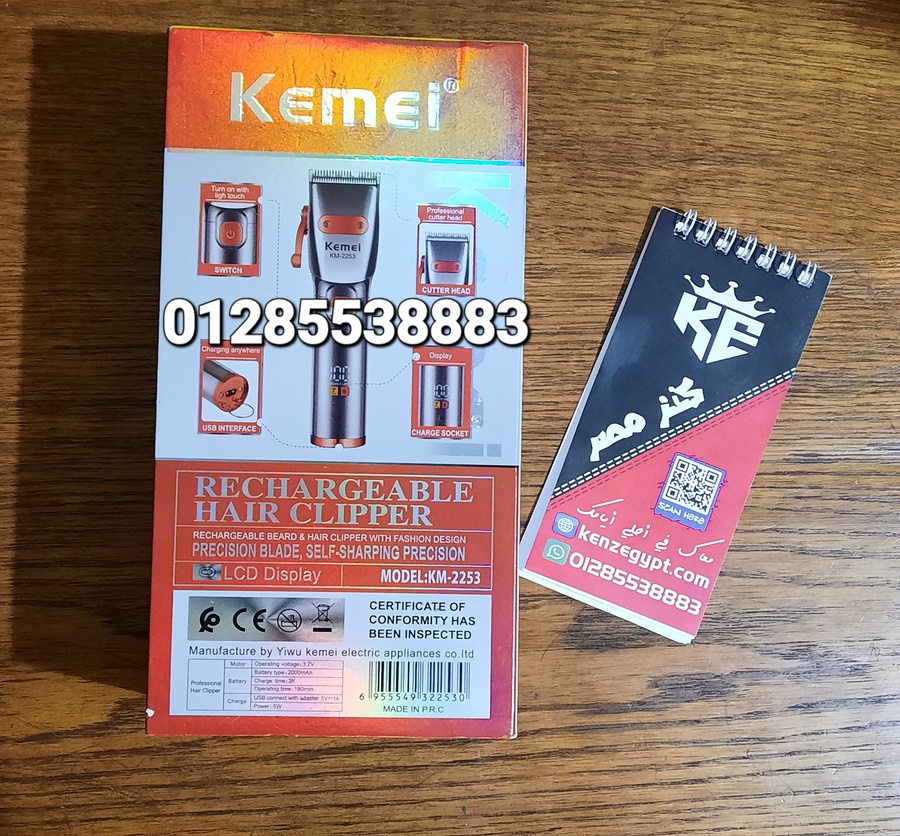 Kemei®
Turn on with
ligh touch
SWITCH
Professional
cutter head
CUTTER HEAD
Kemei
KM-2253
01285538883
Charging anywhere
USB INTERFACE
Display
CHARGE SOCKET
RECHARGEABLE
HAIR CLIPPER
RECHARGEABLE BEARD & HAIR CLIPPER WITH FASHION DESIGN
PRECISION BLADE, SELF-SHARPING PRECISION
LCD Display
MODEL:KM-2253
CE
CERTIFICATE OF
CONFORMITY HAS
BEEN INSPECTED
Manufacture by Yiwu kemei electric appliances co.ltd
Professional
Hair Clipper
Motor
Operating voltage:3.7V
Battery
Battery type:2000mAh
Charge time:3h
Operating time:180min
Charge
USB connect with adapter 5V⎓1A
Power: 5W
6 955549 322530
MADE IN P.R.C
KE
كنز مصر
SCAN HERE
معاك في أحلي أيامك
kenzegypt.com
01285538883